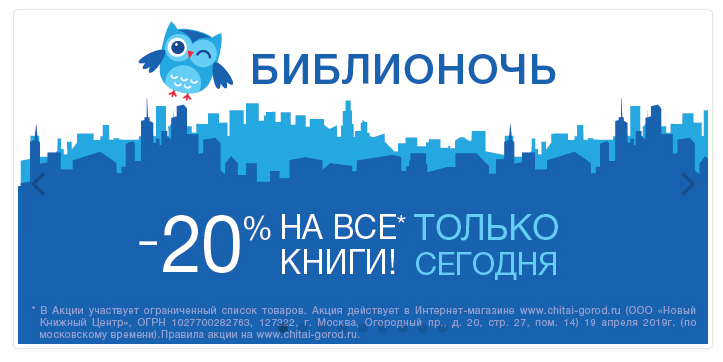 БИБЛИОНОЧЬ
-20% НА ВСЕ* ТОЛЬКО
КНИГИ! СЕГОДНЯ
* В Акции участвует ограниченный список товаров. Акция действует в Интернет-магазине www.chitai-gorod.ru (ООО «Новый
Книжный Центр», ОГРН 1027700282763, 127322, г. Москва, Огородный пр., д. 20, стр. 27, пом. 14) 19 апреля 2019г. (по
московскому времени).Правила акции на www.chitai-gorod.ru.